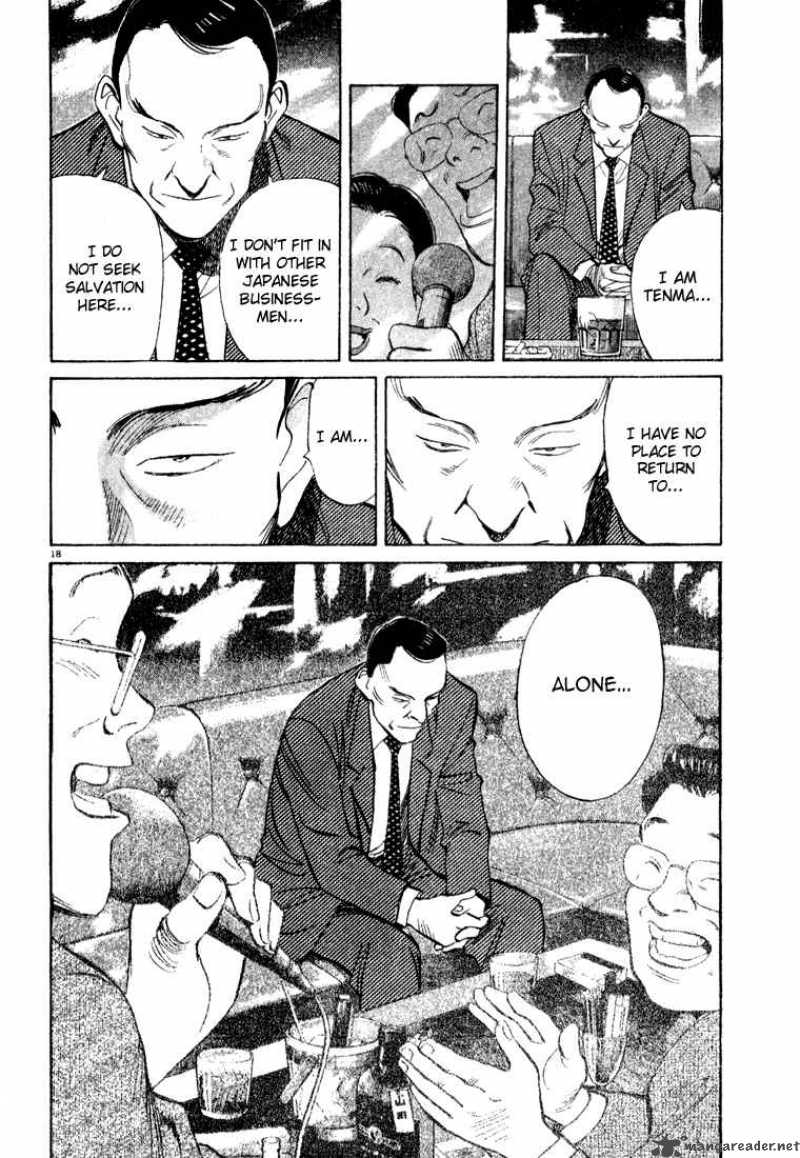 I AM
TENMA...
I DON'T FIT IN
WITH OTHER
JAPANESE
BUSINESS-
MEN...
I DO
NOT SEEK
SALVATION
HERE...
I HAVE NO
PLACE TO
RETURN
TO...
I AM...
18
ALONE...
mangareader.net